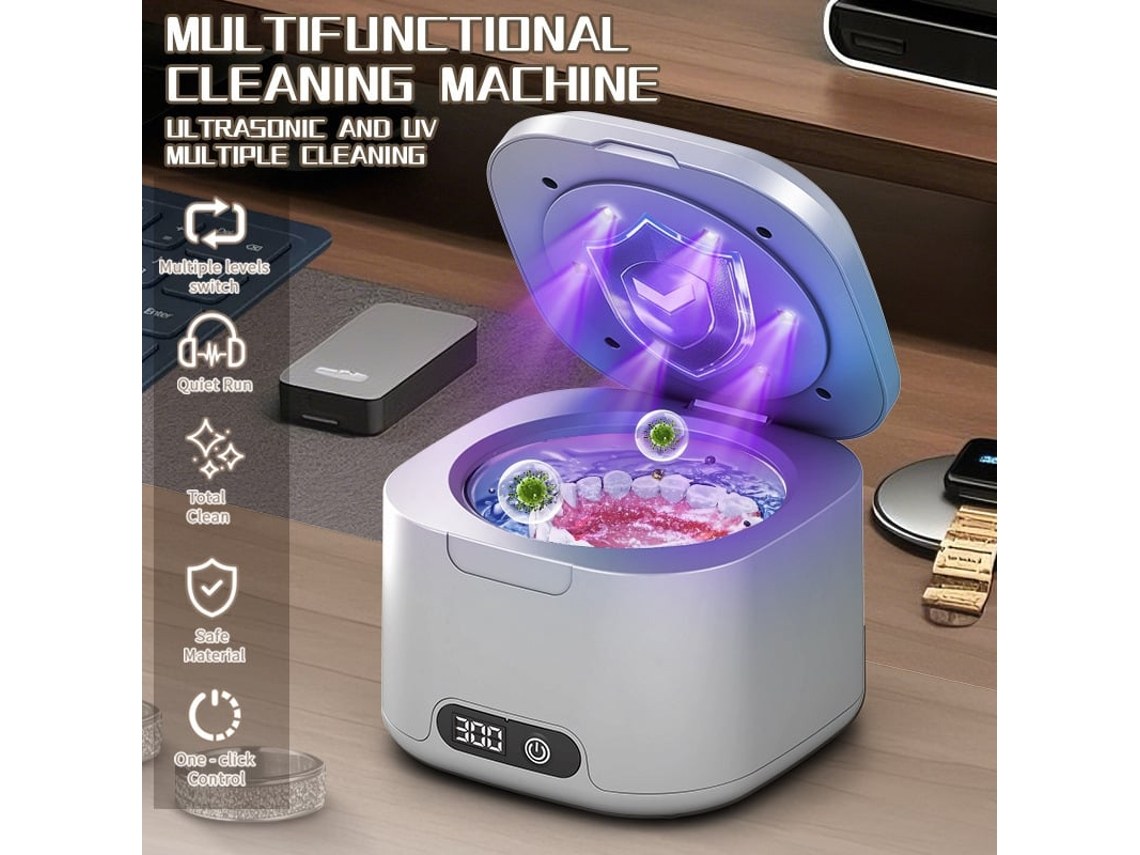 MULTIFUNCTIONAL
CLEANING MACHINE
ULTRASONIC AND UV
MULTIPLE CLEANING
Multiple levels
switch
Enter
Quiet Run
Total
Clean
Safe
Material
One-click
Control
300